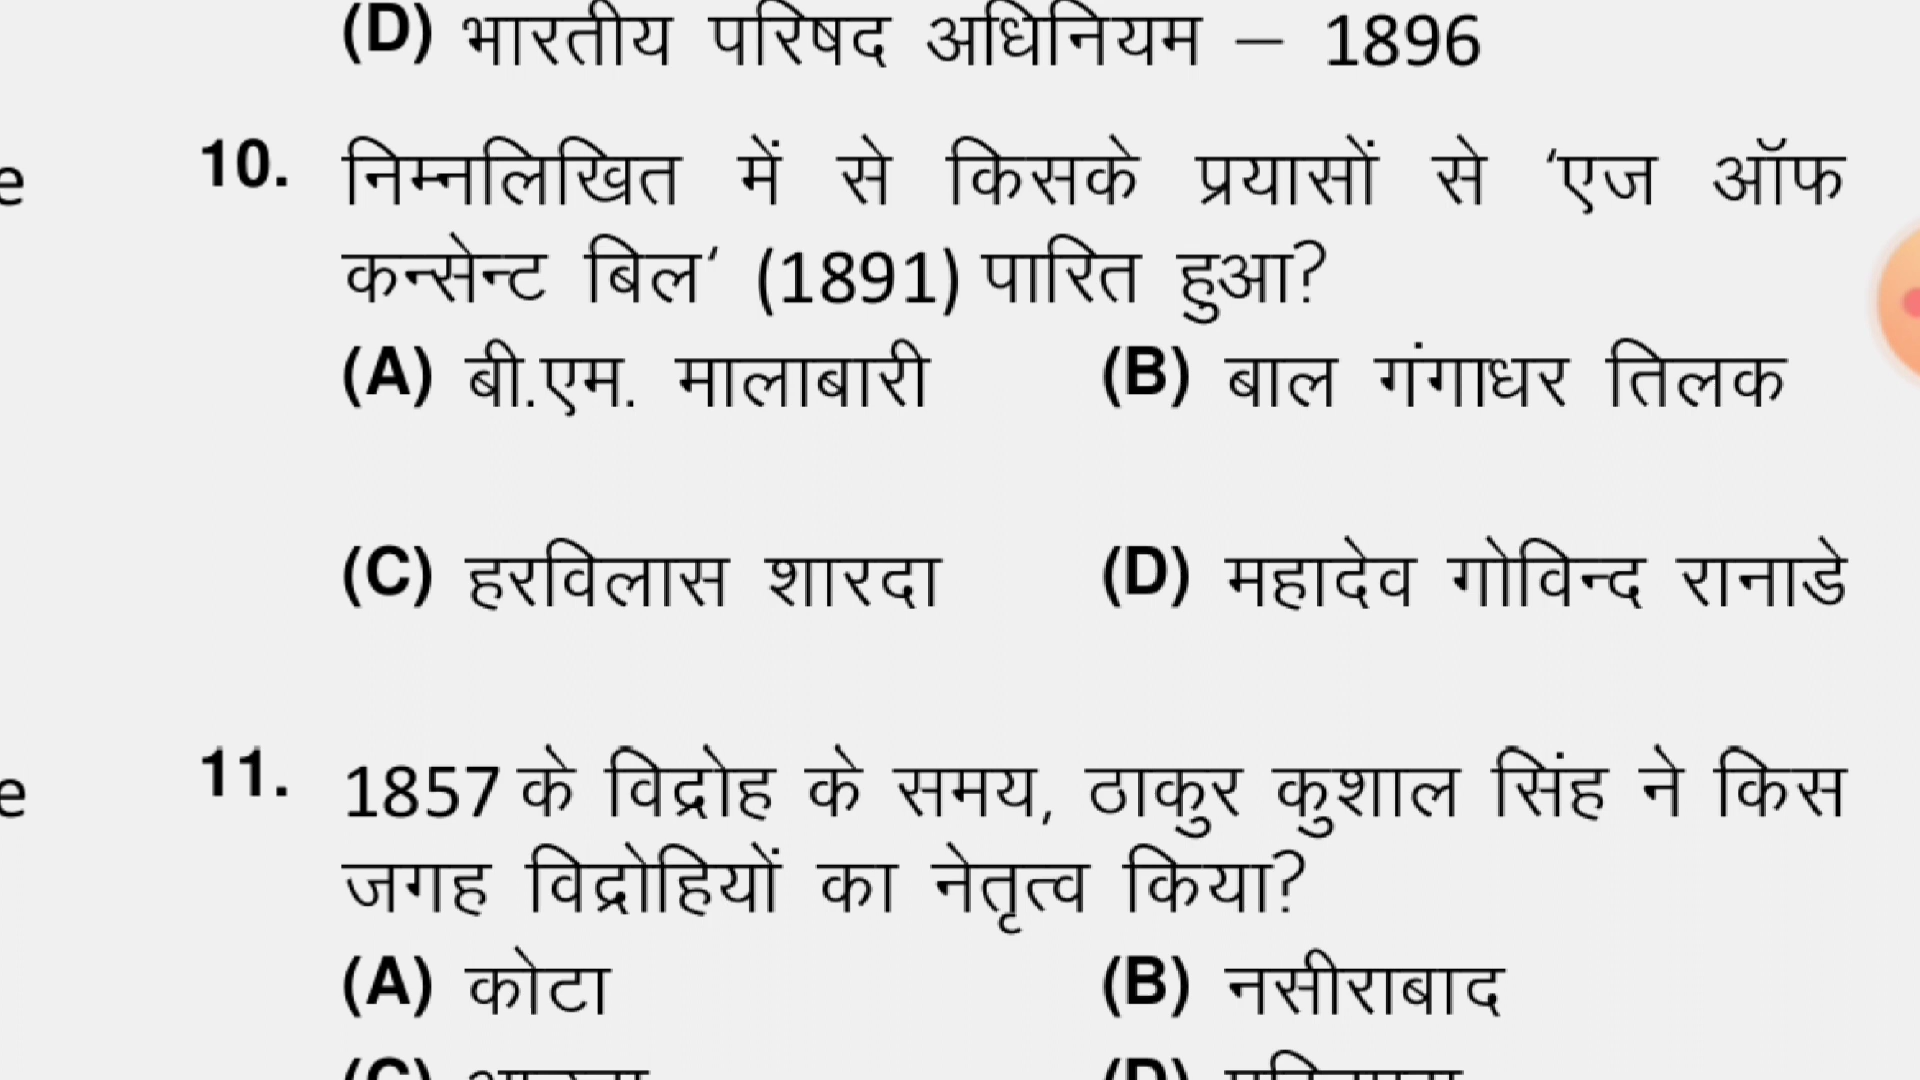 (D) भारतीय परिषद अधिनियम – 1896
e 10. निम्नलिखित में से किसके प्रयासों से ‘एज ऑफ
कन्सेन्ट बिल’ (1891) पारित हुआ?
(A) बी.एम. मालाबारी (B) बाल गंगाधर तिलक
(C) हरविलास शारदा (D) महादेव गोविन्द रानाडे
e 11. 1857 के विद्रोह के समय, ठाकुर कुशाल सिंह ने किस
जगह विद्रोहियों का नेतृत्व किया?
(A) कोटा (B) नसीराबाद
(C) (D)